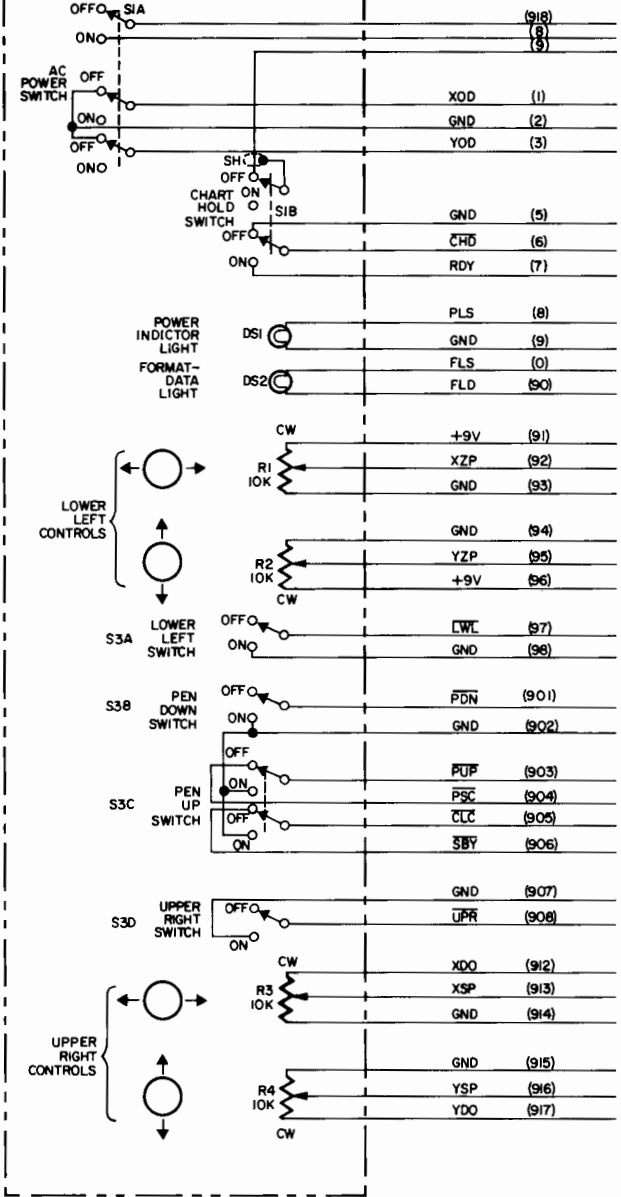 OFF S1A (918)
ON (8)
(9)
AC
POWER
SWITCH
OFF
XOD (1)
ON GND (2)
OFF YOD (3)
ON
SH
OFF
ON
CHART
HOLD
SWITCH
S1B
GND (5)
OFF CHD (6)
ON RDY (7)
POWER
INDICTOR
LIGHT
DS1
PLS (8)
GND (9)
FORMAT-
DATA
LIGHT
DS2
FLS (0)
FLD (90)
CW
R1
10K
+9V (91)
XZP (92)
GND (93)
LOWER
LEFT
CONTROLS
R2
10K
CW
GND (94)
YZP (95)
+9V (96)
S3A
LOWER
LEFT
SWITCH
OFF
ON
LWL (97)
GND (98)
S3B
PEN
DOWN
SWITCH
OFF
ON
PDN (901)
GND (902)
S3C
PEN
UP
SWITCH
OFF
ON
OFF
ON
PUP (903)
PSC (904)
CLC (905)
SBY (906)
S3D
UPPER
RIGHT
SWITCH
OFF
ON
GND (907)
UPR (908)
CW
R3
10K
XDO (912)
XSP (913)
GND (914)
UPPER
RIGHT
CONTROLS
R4
10K
CW
GND (915)
YSP (916)
YDO (917)